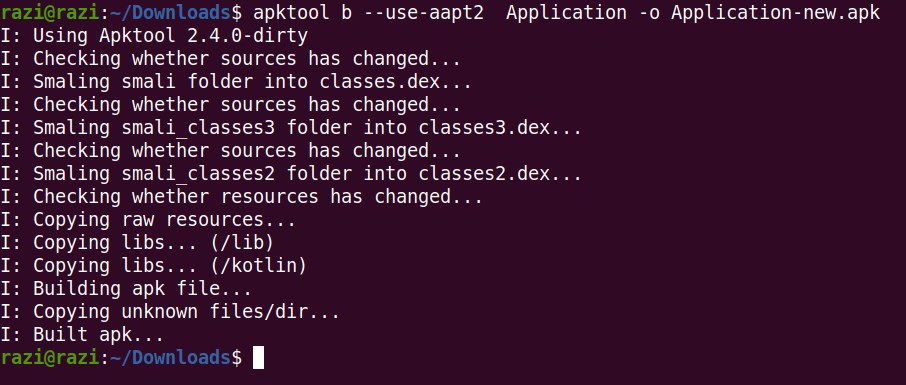 razi@razi:~/Downloads$ apktool b --use-aapt2  Application -o Application-new.apk
I: Using Apktool 2.4.0-dirty
I: Checking whether sources has changed...
I: Smaling smali folder into classes.dex...
I: Checking whether sources has changed...
I: Smaling smali_classes3 folder into classes3.dex...
I: Checking whether sources has changed...
I: Smaling smali_classes2 folder into classes2.dex...
I: Checking whether resources has changed...
I: Copying raw resources...
I: Copying libs... (/lib)
I: Copying libs... (/kotlin)
I: Building apk file...
I: Copying unknown files/dir...
I: Built apk...
razi@razi:~/Downloads$